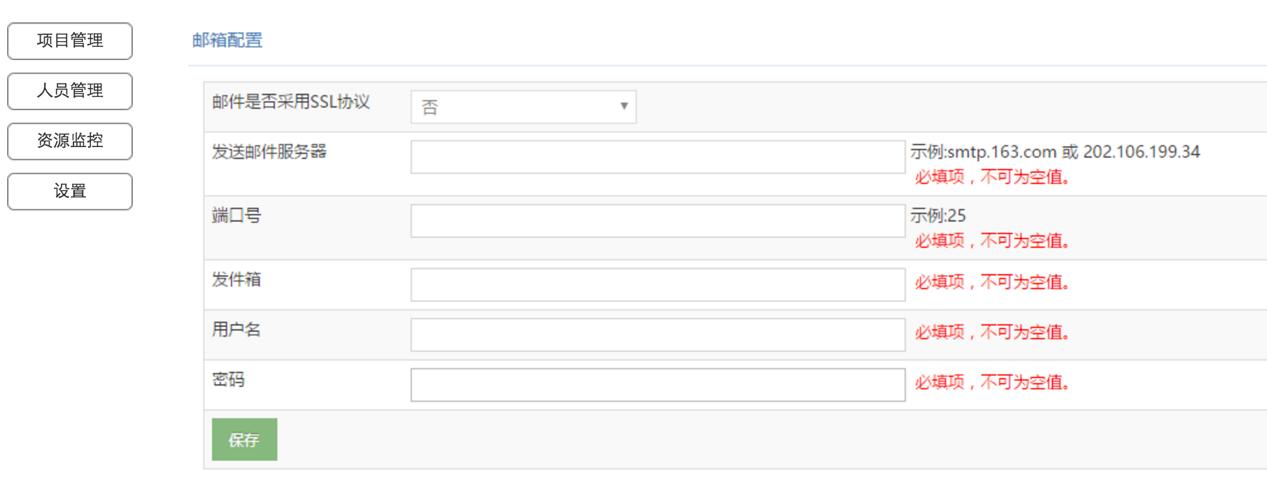 项目管理
人员管理
资源监控
设置
邮箱配置
邮件是否采用SSL协议
否
发送邮件服务器
示例:smtp.163.com 或 202.106.199.34
必填项，不可为空值。
端口号
示例:25
必填项，不可为空值。
发件箱
必填项，不可为空值。
用户名
必填项，不可为空值。
密码
必填项，不可为空值。
保存